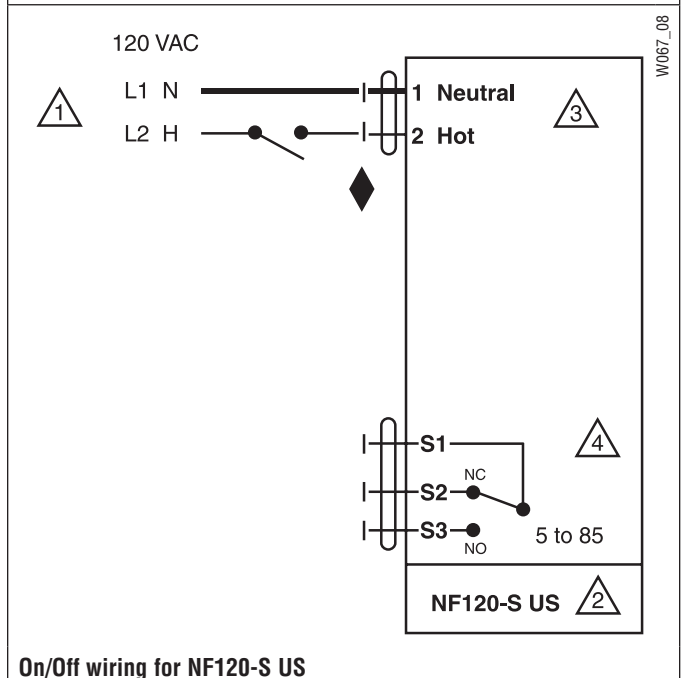 W067_08
120 VAC
1
L1 N
1 Neutral
3
L2 H
2 Hot
S1
4
NC
S2
S3
5 to 85
NO
NF120-S US
2
On/Off wiring for NF120-S US